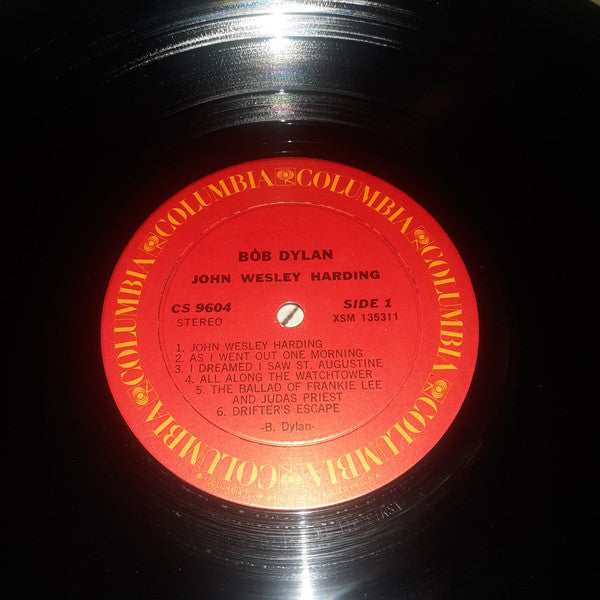 COLUMBIA COLUMBIA COLUMBIA COLUMBIA COLUMBIA COLUMBIA
BOB DYLAN
JOHN WESLEY HARDING
CS 9604 SIDE 1
STEREO XSM 135311
1. JOHN WESLEY HARDING
2. AS I WENT OUT ONE MORNING
3. I DREAMED I SAW ST. AUGUSTINE
4. ALL ALONG THE WATCHTOWER
5. THE BALLAD OF FRANKIE LEE
AND JUDAS PRIEST
6. DRIFTER'S ESCAPE
-B. Dylan-